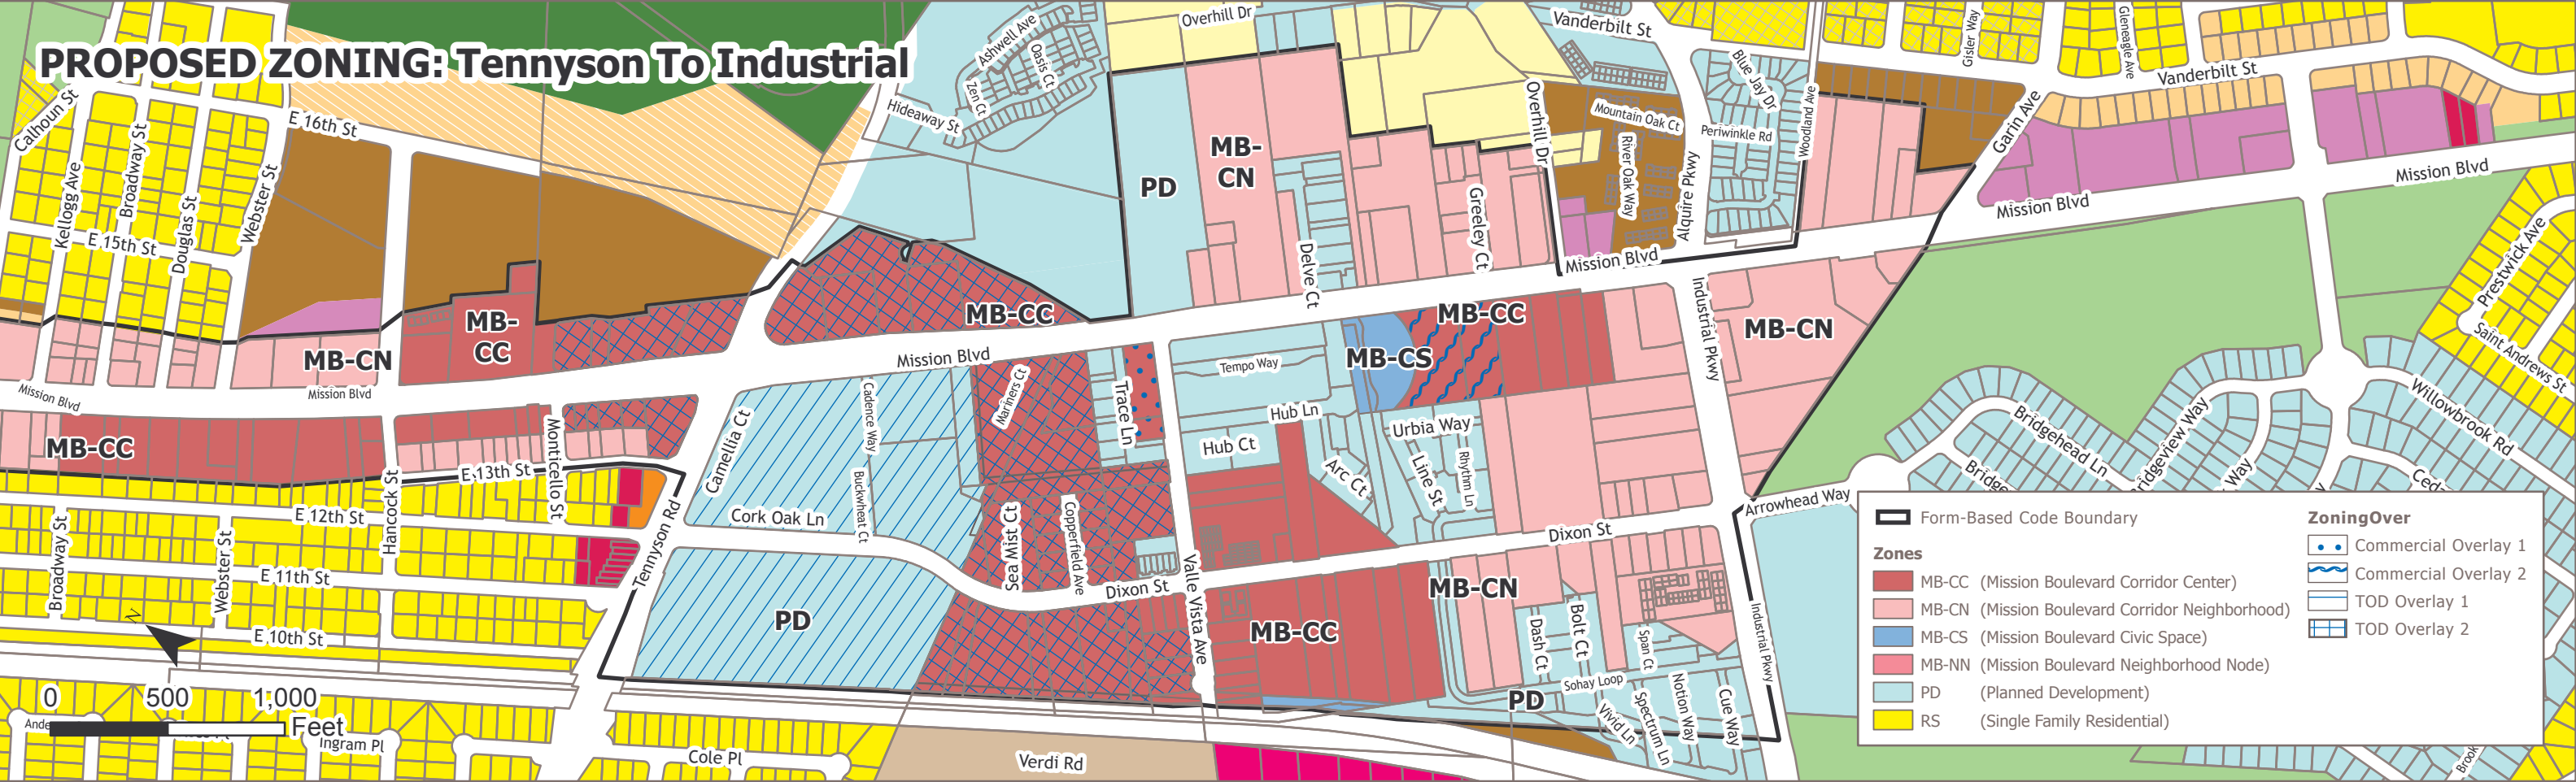 PROPOSED ZONING: Tennyson To Industrial
Overhill Dr
Vanderbilt St
Gisler Way
Gleneagle Ave
Vanderbilt St
Ashwell Ave
Oasis Ct
Zen Ct
Hideaway St
Blue Jay Dr
Periwinkle Rd
Woodland Ave
Garin Ave
Calhoun St
E 16th St
Kellogg Ave
Broadway St
Douglas St
Webster St
E 15th St
Overhill Dr
Mountain Oak Ct
River Oak Way
Alquire Pkwy
Mission Blvd
Mission Blvd
Mission Blvd
PD
MB-
CN
Delve Ct
Greeley Ct
MB-CC
MB-
CC
MB-CN
Mission Blvd
Mission Blvd
Mission Blvd
MB-CC
MB-CS
MB-CC
Industrial Pkwy
MB-CN
Prestwick Ave
Saint Andrews St
Willowbrook Rd
Bridgehead Ln
Bridgeview Way
Way
Bridge
Arrowhead Way
Tempo Way
Hub Ln
Hub Ct
Urbia Way
Arc Ct
Line St
Rhythm Ln
Trace Ln
Mariners Ct
Cadence Way
Buckwheat Ct
Camellia Ct
Cork Oak Ln
Sea Mist Ct
Copperfield Ave
Valle Vista Ave
Dixon St
Dixon St
Monticello St
E 13th St
Hancock St
E 12th St
E 11th St
E 10th St
Broadway St
Webster St
Tennyson Rd
PD
MB-CC
MB-CN
PD
Dash Ct
Bolt Ct
Span Ct
Sohay Loop
Vivid Ln
Spectrum Ln
Notion Way
Cue Way
Industrial Pkwy
N
0 500 1,000
Feet
Ande
Ingram Pl
Cole Pl
Verdi Rd
Brook
Form-Based Code Boundary
Zones
MB-CC (Mission Boulevard Corridor Center)
MB-CN (Mission Boulevard Corridor Neighborhood)
MB-CS (Mission Boulevard Civic Space)
MB-NN (Mission Boulevard Neighborhood Node)
PD (Planned Development)
RS (Single Family Residential)
ZoningOver
Commercial Overlay 1
Commercial Overlay 2
TOD Overlay 1
TOD Overlay 2